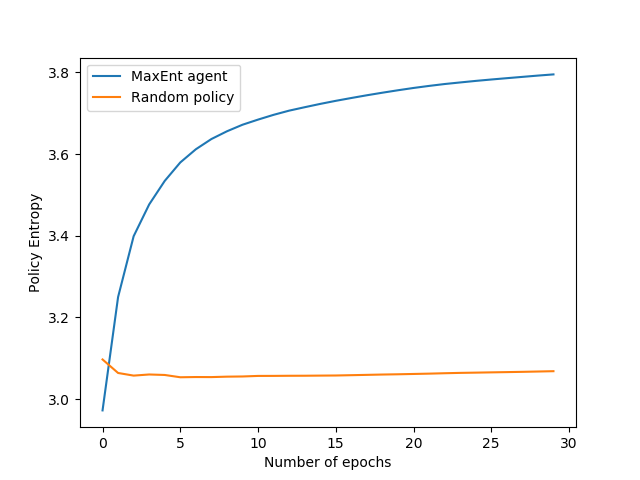 MaxEnt agent
Random policy
Policy Entropy
3.8
3.6
3.4
3.2
3.0
0 5 10 15 20 25 30
Number of epochs